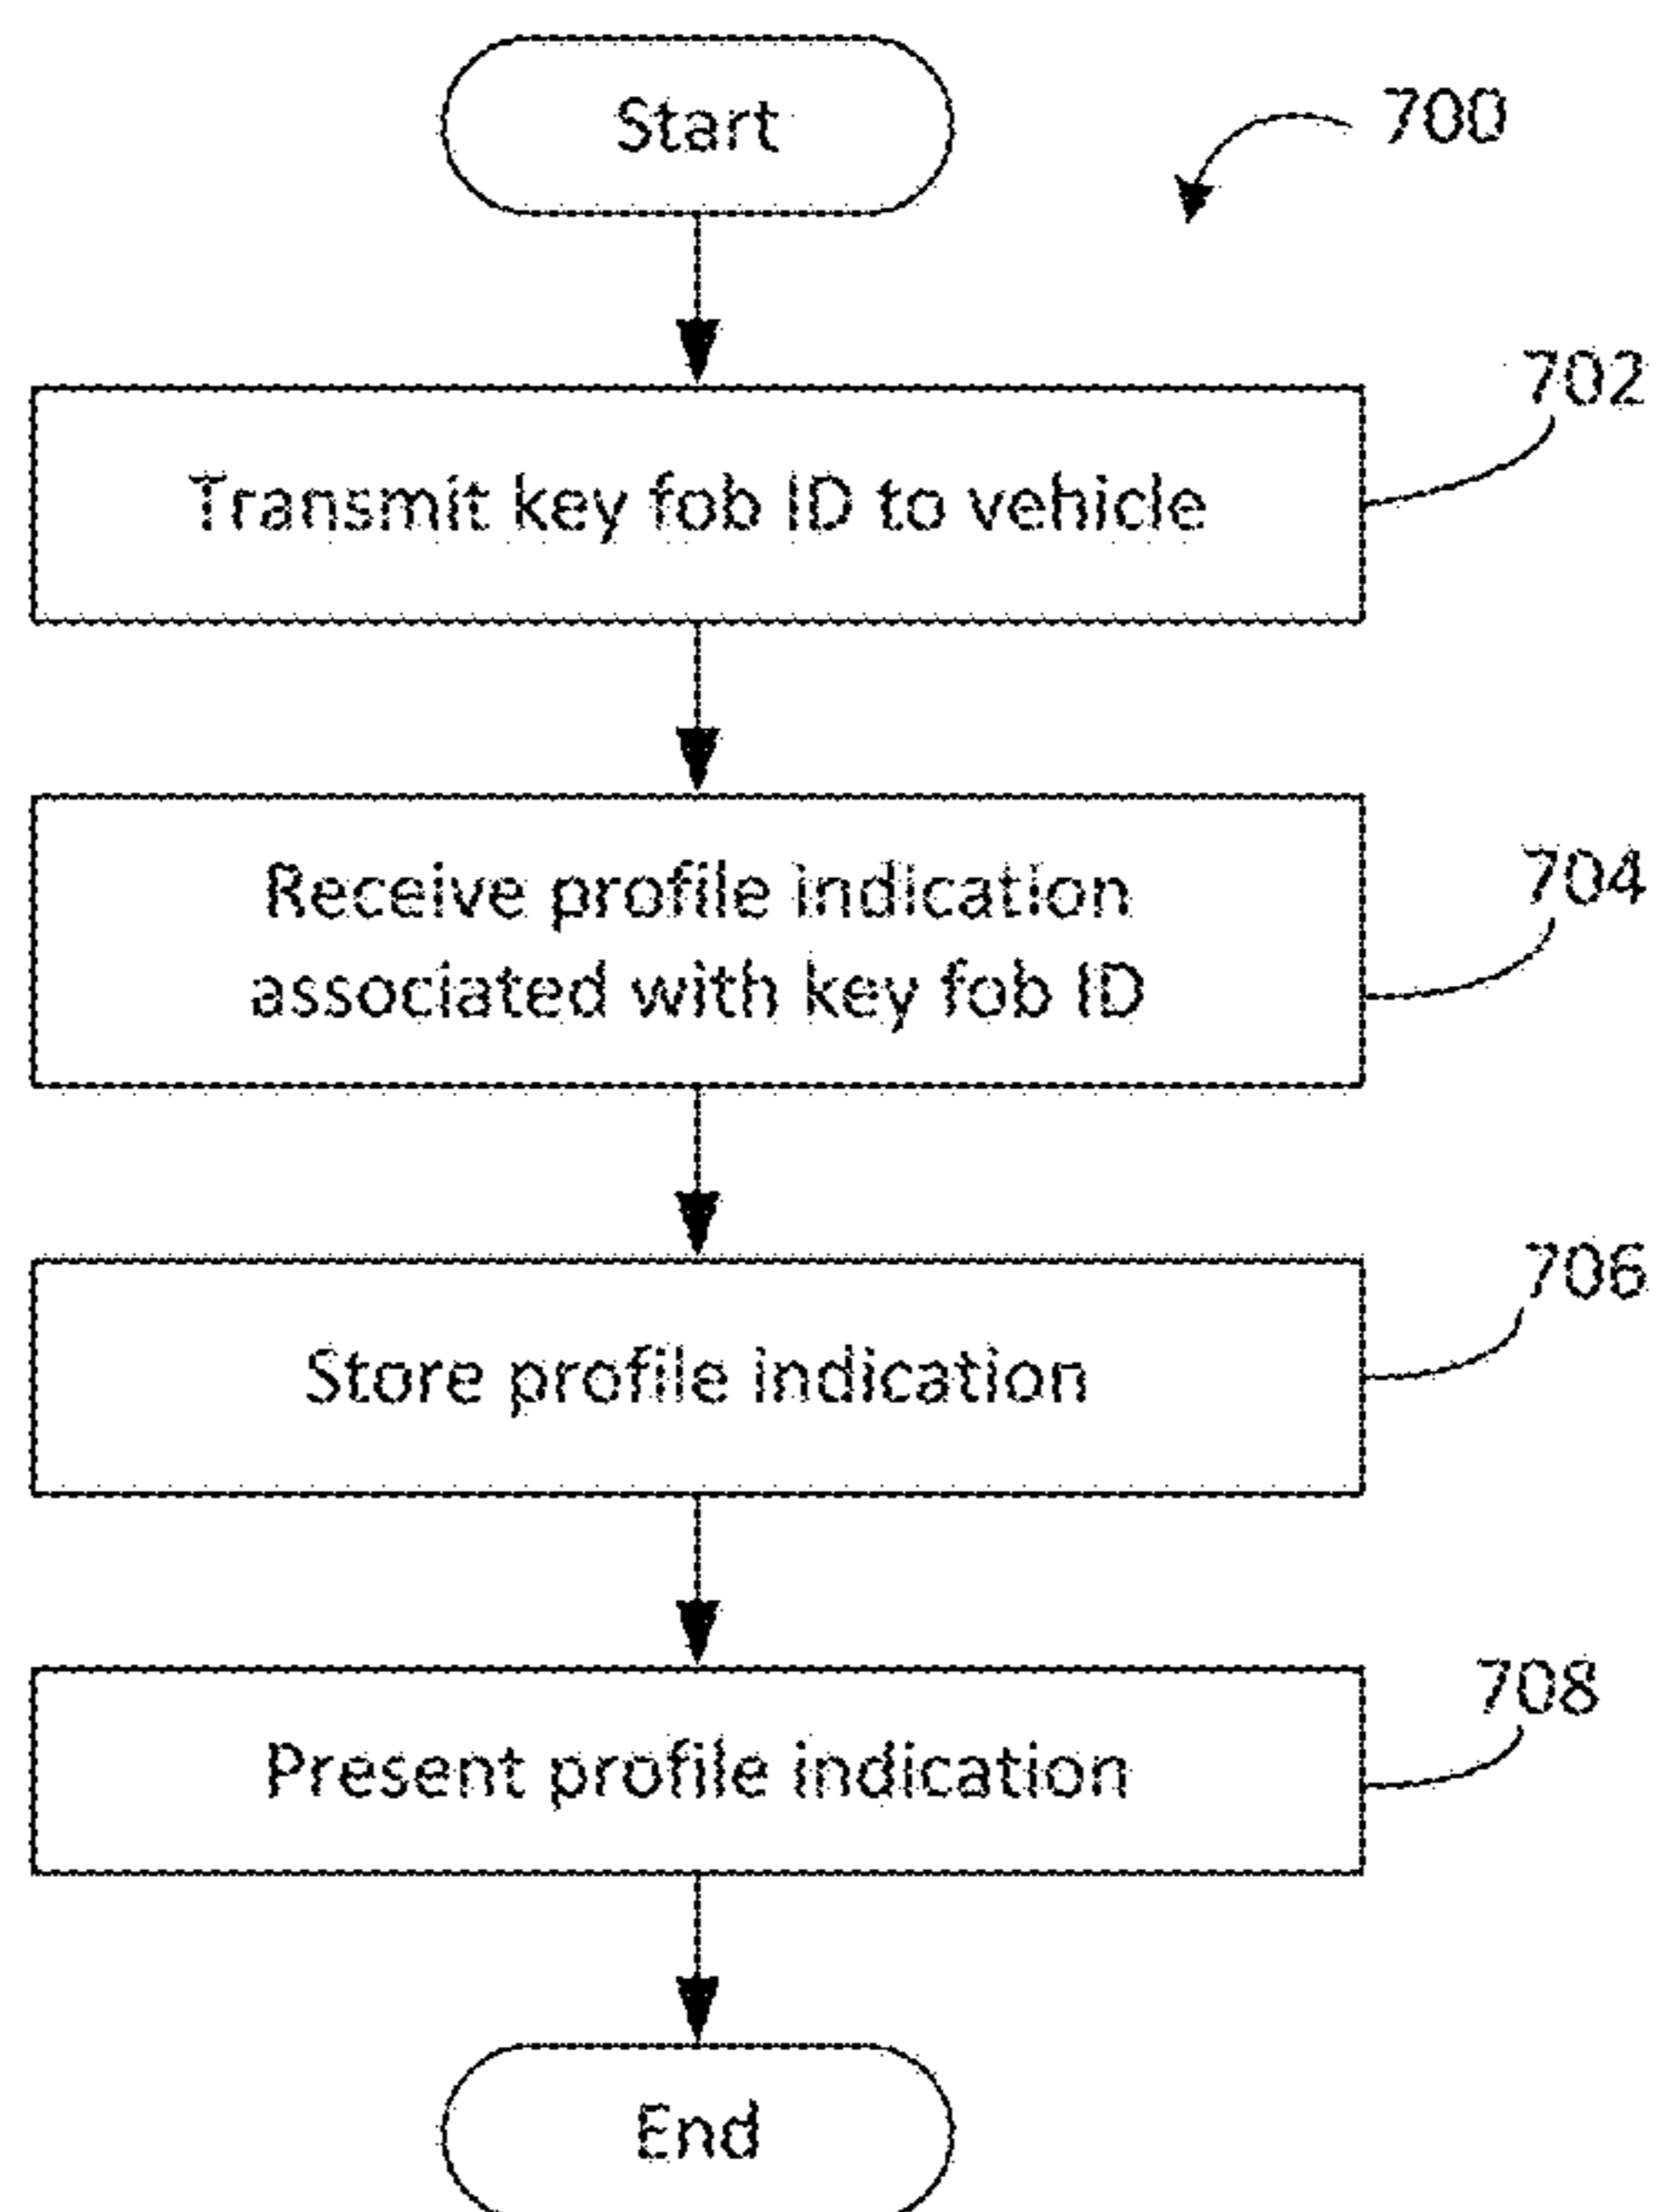 Start
700
702
Transmit key fob ID to vehicle
704
Receive profile indication
associated with key fob ID
706
Store profile indication
708
Present profile indication
End